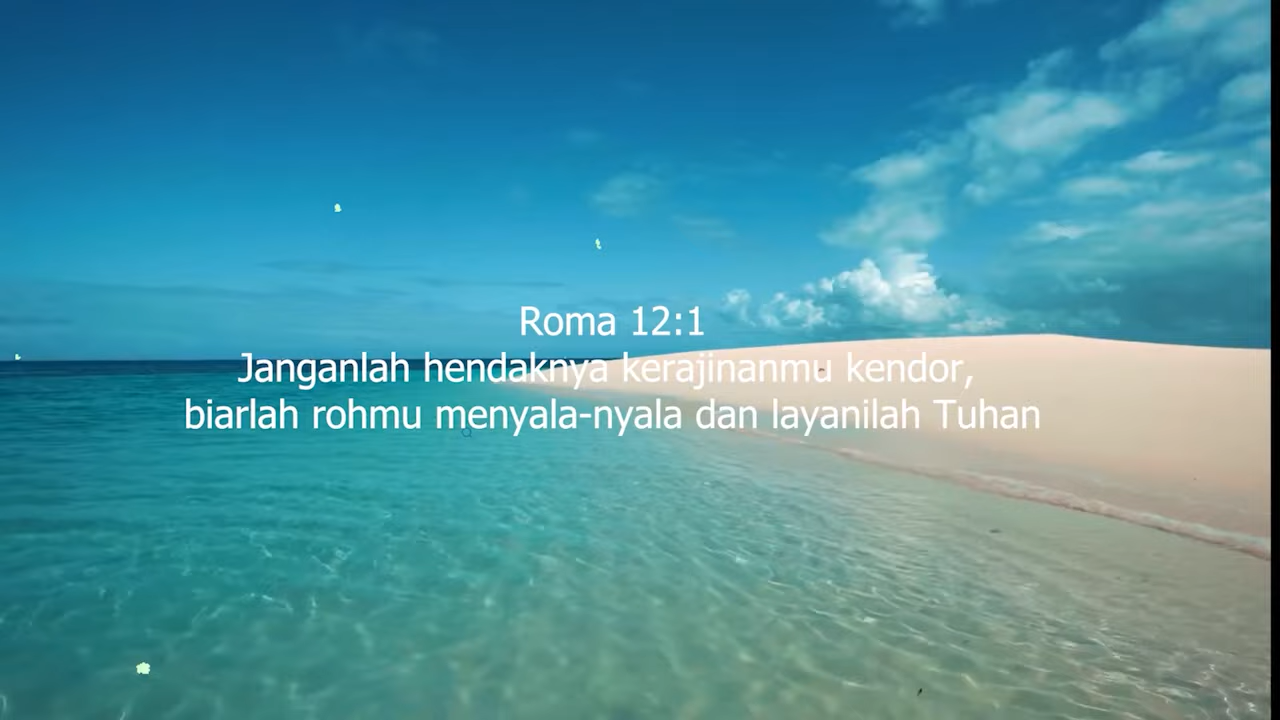 Roma 12:1
Janganlah hendaknya kerajinanmu kendor,
biarlah rohmu menyala-nyala dan layanilah Tuhan